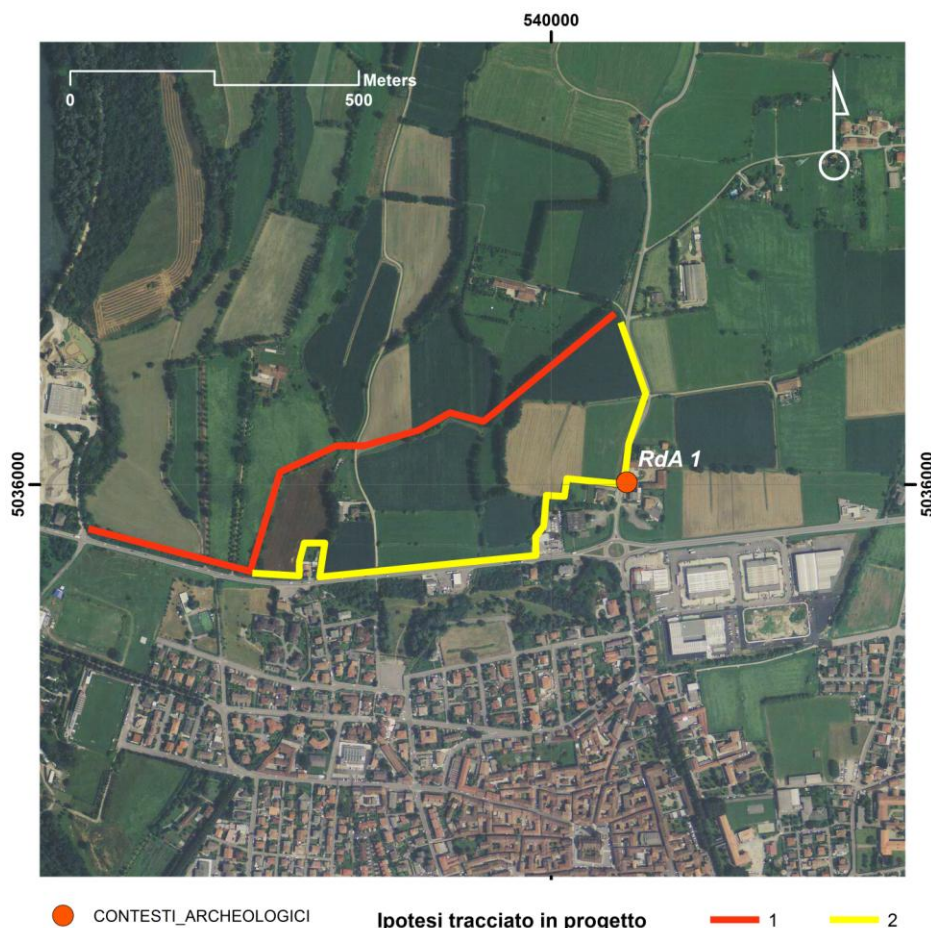 540000
Meters
0 500
RdA 1
5036000
5036000
CONTESTI_ARCHEOLOGICI Ipotesi tracciato in progetto 1 2